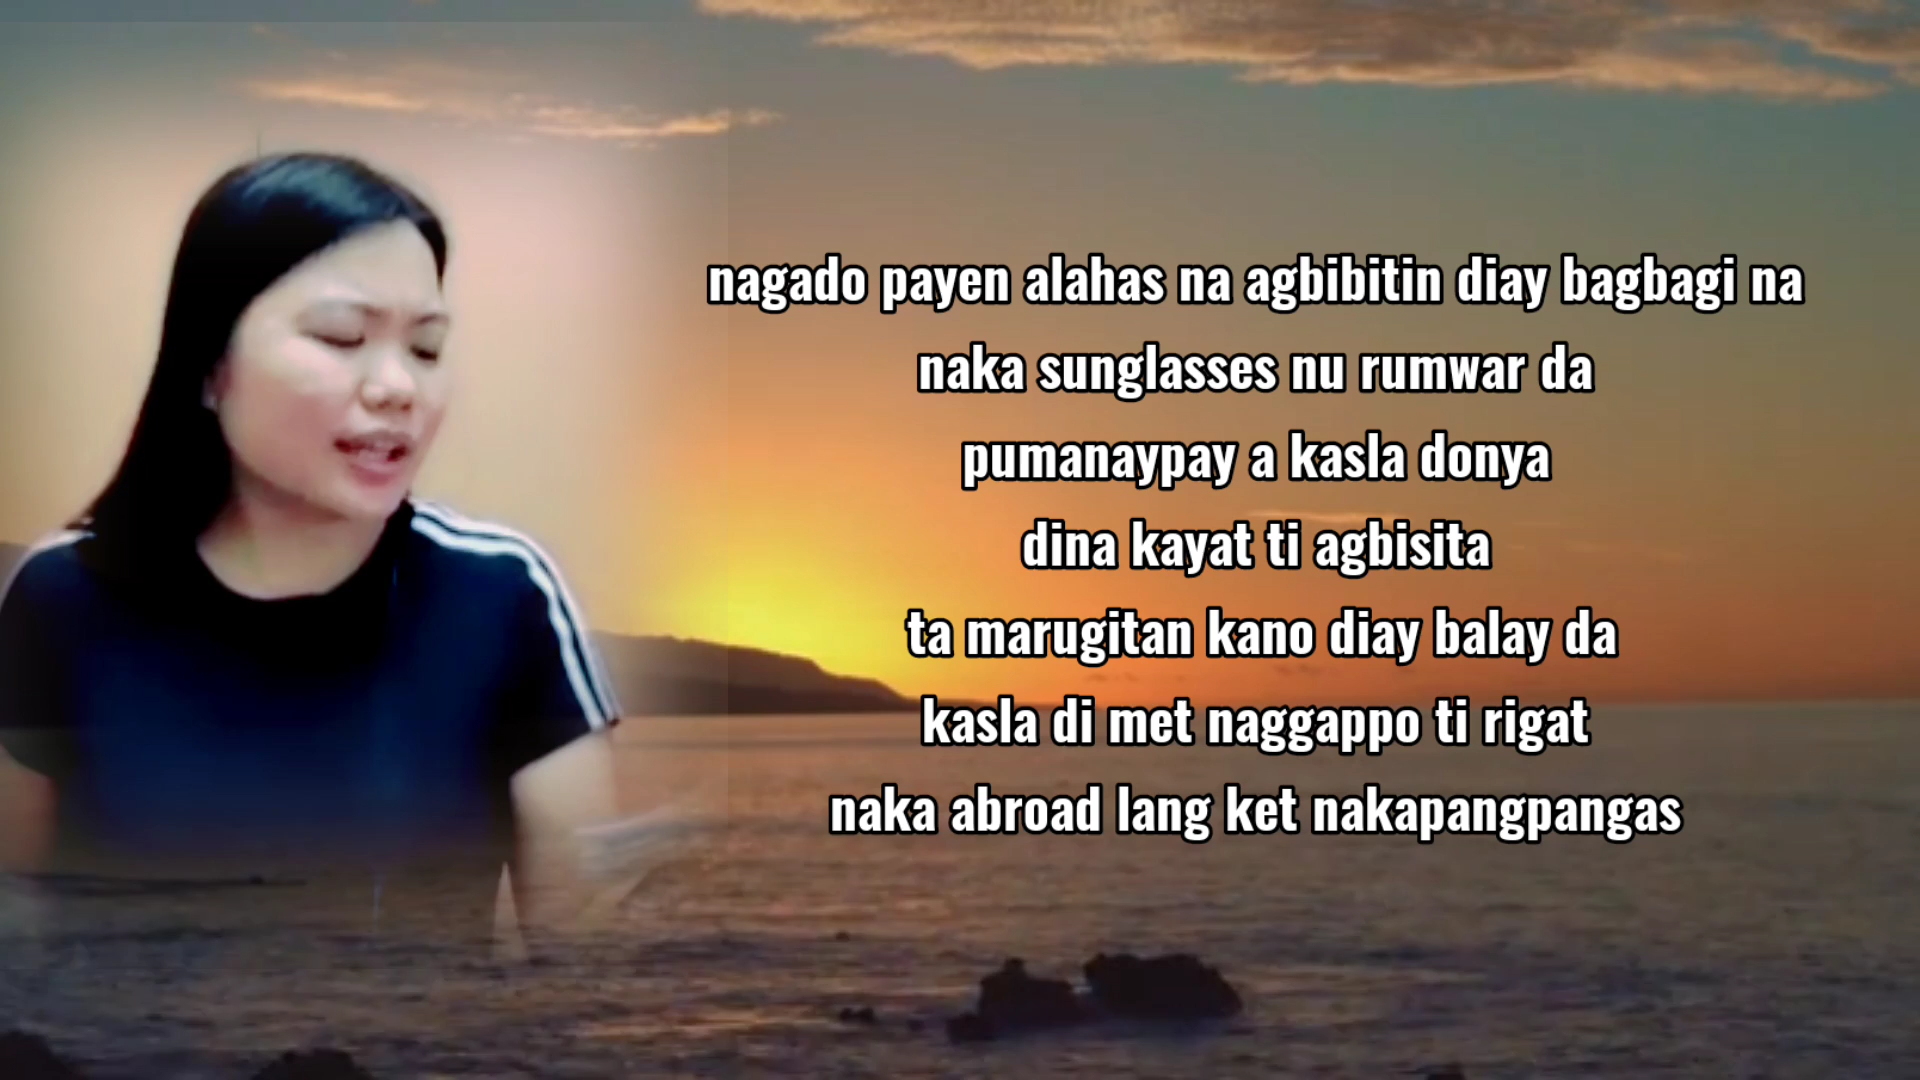 nagado payen alahas na agbibitin diay bagbagi na
naka sunglasses nu rumwar da
pumanaypay a kasla donya
dina kayat ti agbisita
ta marugitan kano diay balay da
kasla di met naggappo ti rigat
naka abroad lang ket nakapangpangas